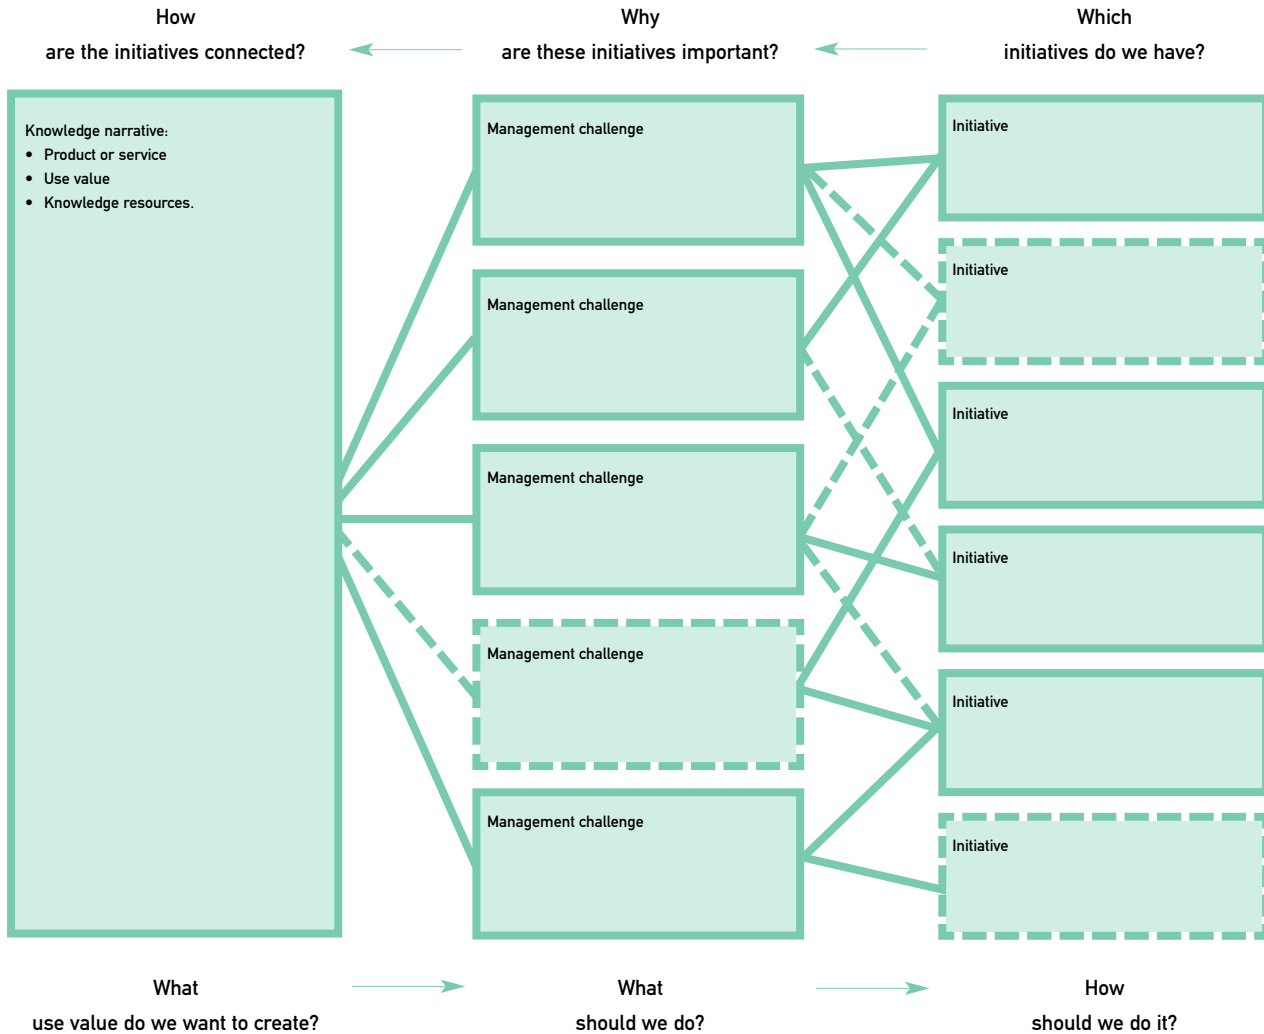 How
are the initiatives connected?
Why
are these initiatives important?
Which
initiatives do we have?
Knowledge narrative:
• Product or service
• Use value
• Knowledge resources.
Management challenge
Management challenge
Management challenge
Management challenge
Management challenge
Initiative
Initiative
Initiative
Initiative
Initiative
Initiative
What
use value do we want to create?
What
should we do?
How
should we do it?